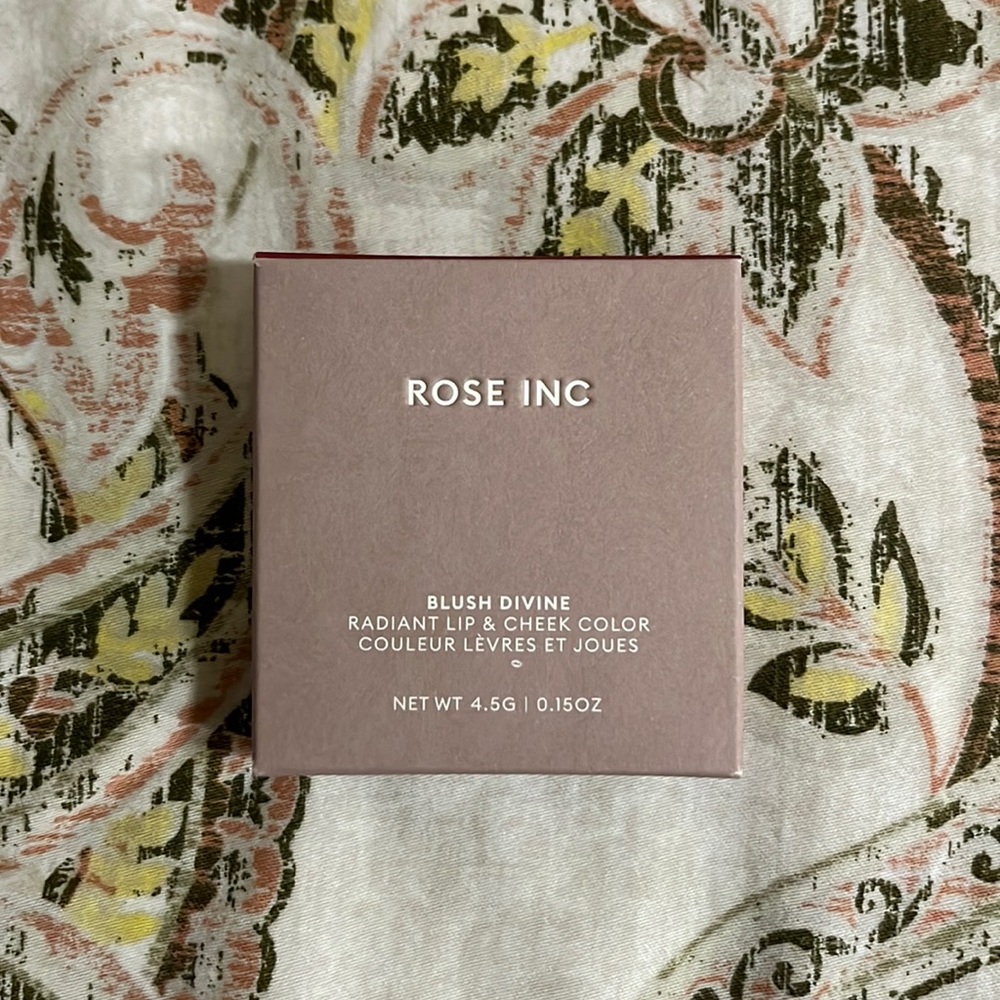 ROSE INC
BLUSH DIVINE
RADIANT LIP & CHEEK COLOR
COULEUR LÈVRES ET JOUES
NET WT 4.5G | 0.15OZ